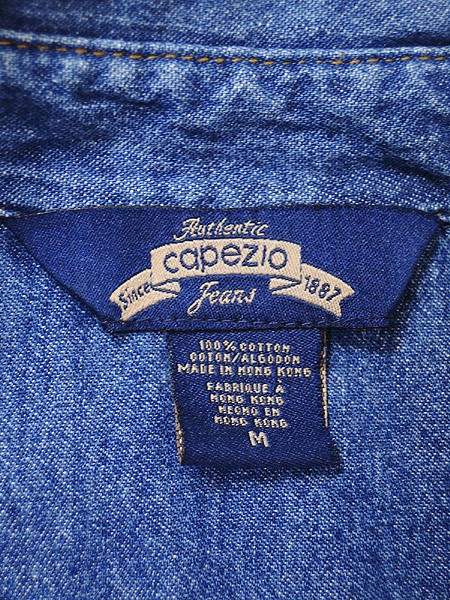 Authentic
capezio
Since 1887
Jeans
100% COTTON
COTON/ALGODON
MADE IN HONG KONG
FABRIQUE À
HONG KONG
HECHO EN
HONG KONG
M